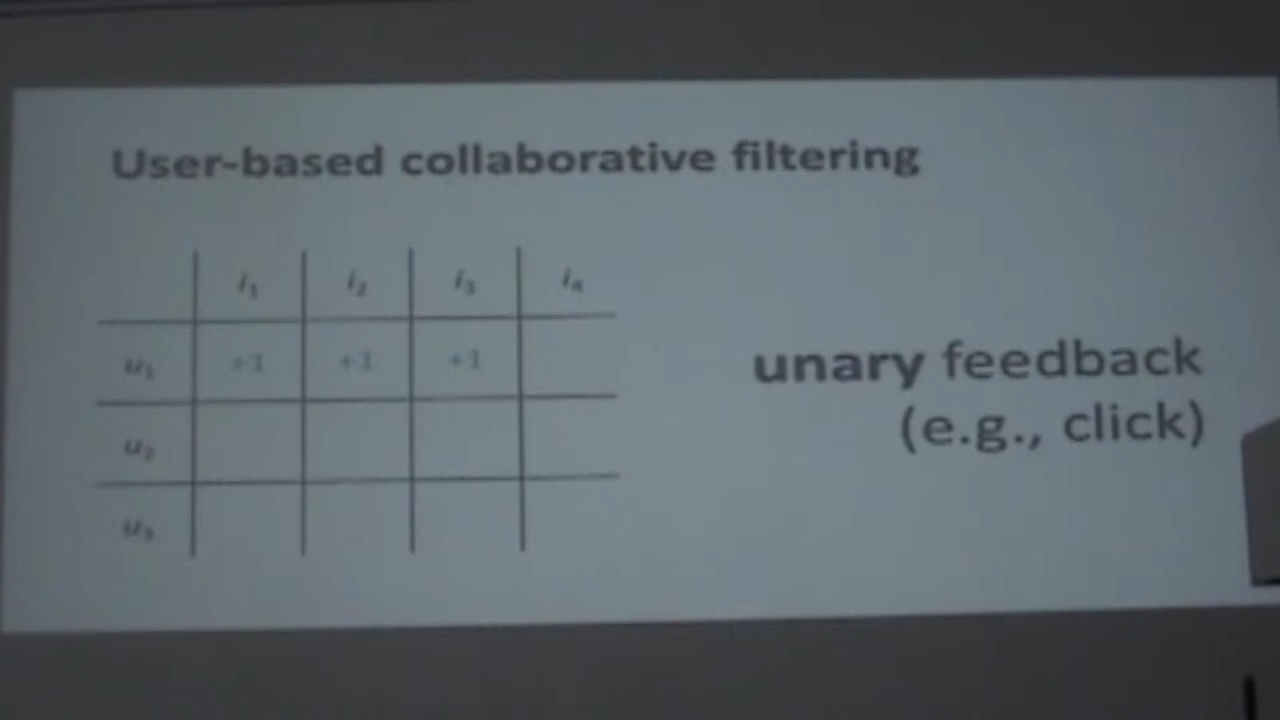 User-based collaborative filtering
i₁ i₂ i₃ i₄
u₁ +1 +1 +1
u₂
u₃
unary feedback
(e.g., click)